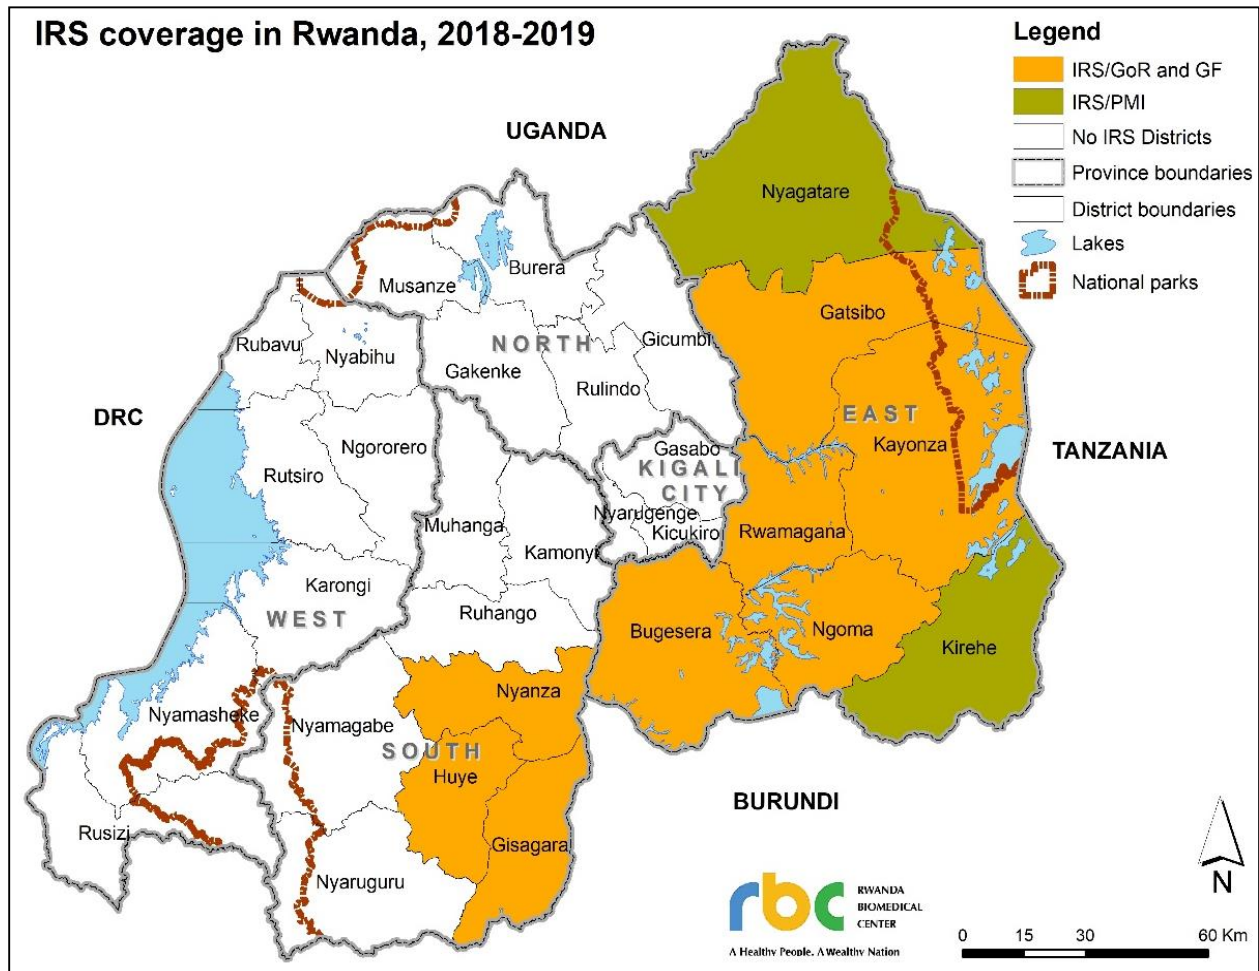 IRS coverage in Rwanda, 2018-2019
Legend
IRS/GoR and GF
IRS/PMI
No IRS Districts
Province boundaries
District boundaries
Lakes
National parks
UGANDA
Nyagatare
Burera
Musanze
Gatsibo
Rubavu
Nyabihu
NORTH
Gicumbi
Gakenke
Rulindo
DRC
EAST
Kayonza
TANZANIA
Ngororero
Gasabo
KIGALI
CITY
Rutsiro
Nyarugenge
Kicukiro
Muhanga
Kamonyi
Rwamagana
Karongi
WEST
Ruhango
Bugesera
Ngoma
Kirehe
Nyanza
Nyamasheke
Nyamagabe
SOUTH
Huye
BURUNDI
Rusizi
Gisagara
Nyaruguru
rbc
RWANDA
BIOMEDICAL
CENTER
A Healthy People, A Wealthy Nation
N
0 15 30 60 Km